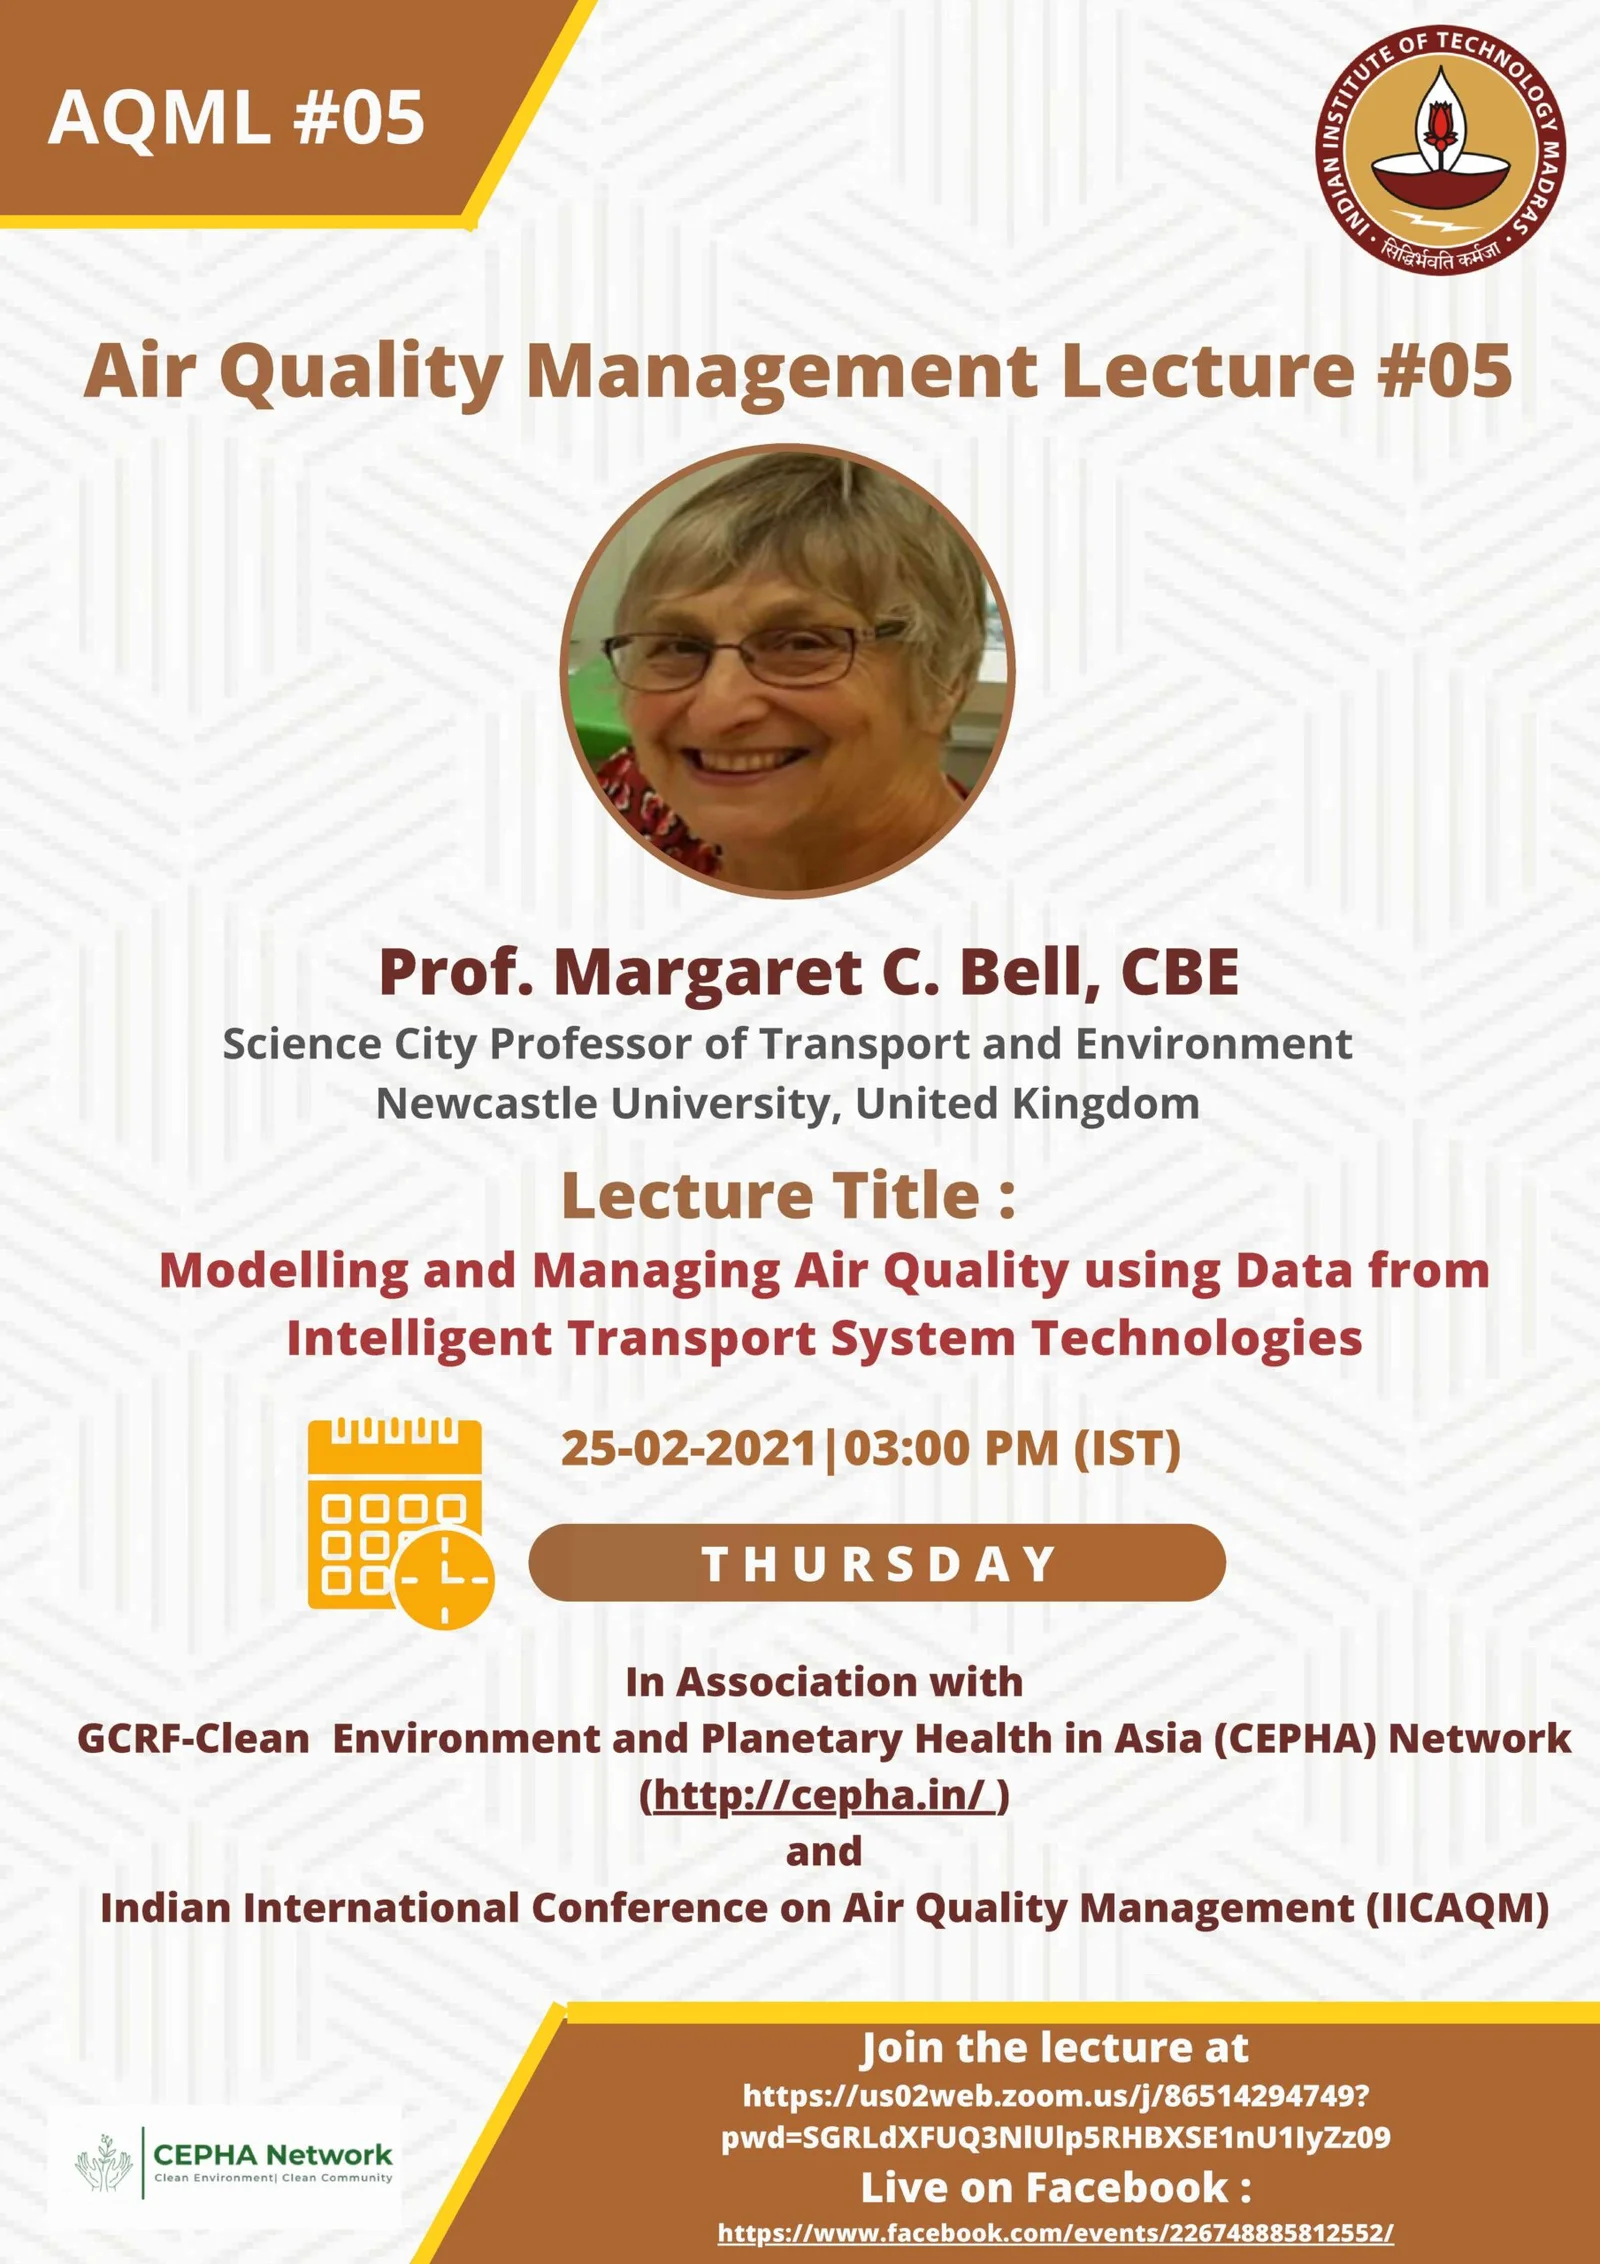 AQML #05
INDIAN INSTITUTE OF TECHNOLOGY MADRAS
सिद्धिर्भवति कर्मजा
Air Quality Management Lecture #05
Prof. Margaret C. Bell, CBE
Science City Professor of Transport and Environment
Newcastle University, United Kingdom
Lecture Title :
Modelling and Managing Air Quality using Data from
Intelligent Transport System Technologies
25-02-2021|03:00 PM (IST)
THURSDAY
In Association with
GCRF-Clean  Environment and Planetary Health in Asia (CEPHA) Network
(http://cepha.in/ )
and
Indian International Conference on Air Quality Management (IICAQM)
Join the lecture at
https://us02web.zoom.us/j/86514294749?
pwd=SGRLdXFUQ3NlUlp5RHBXSE1nU1IyZz09
Live on Facebook :
https://www.facebook.com/events/226748885812552/
CEPHA Network
Clean Environment| Clean Community